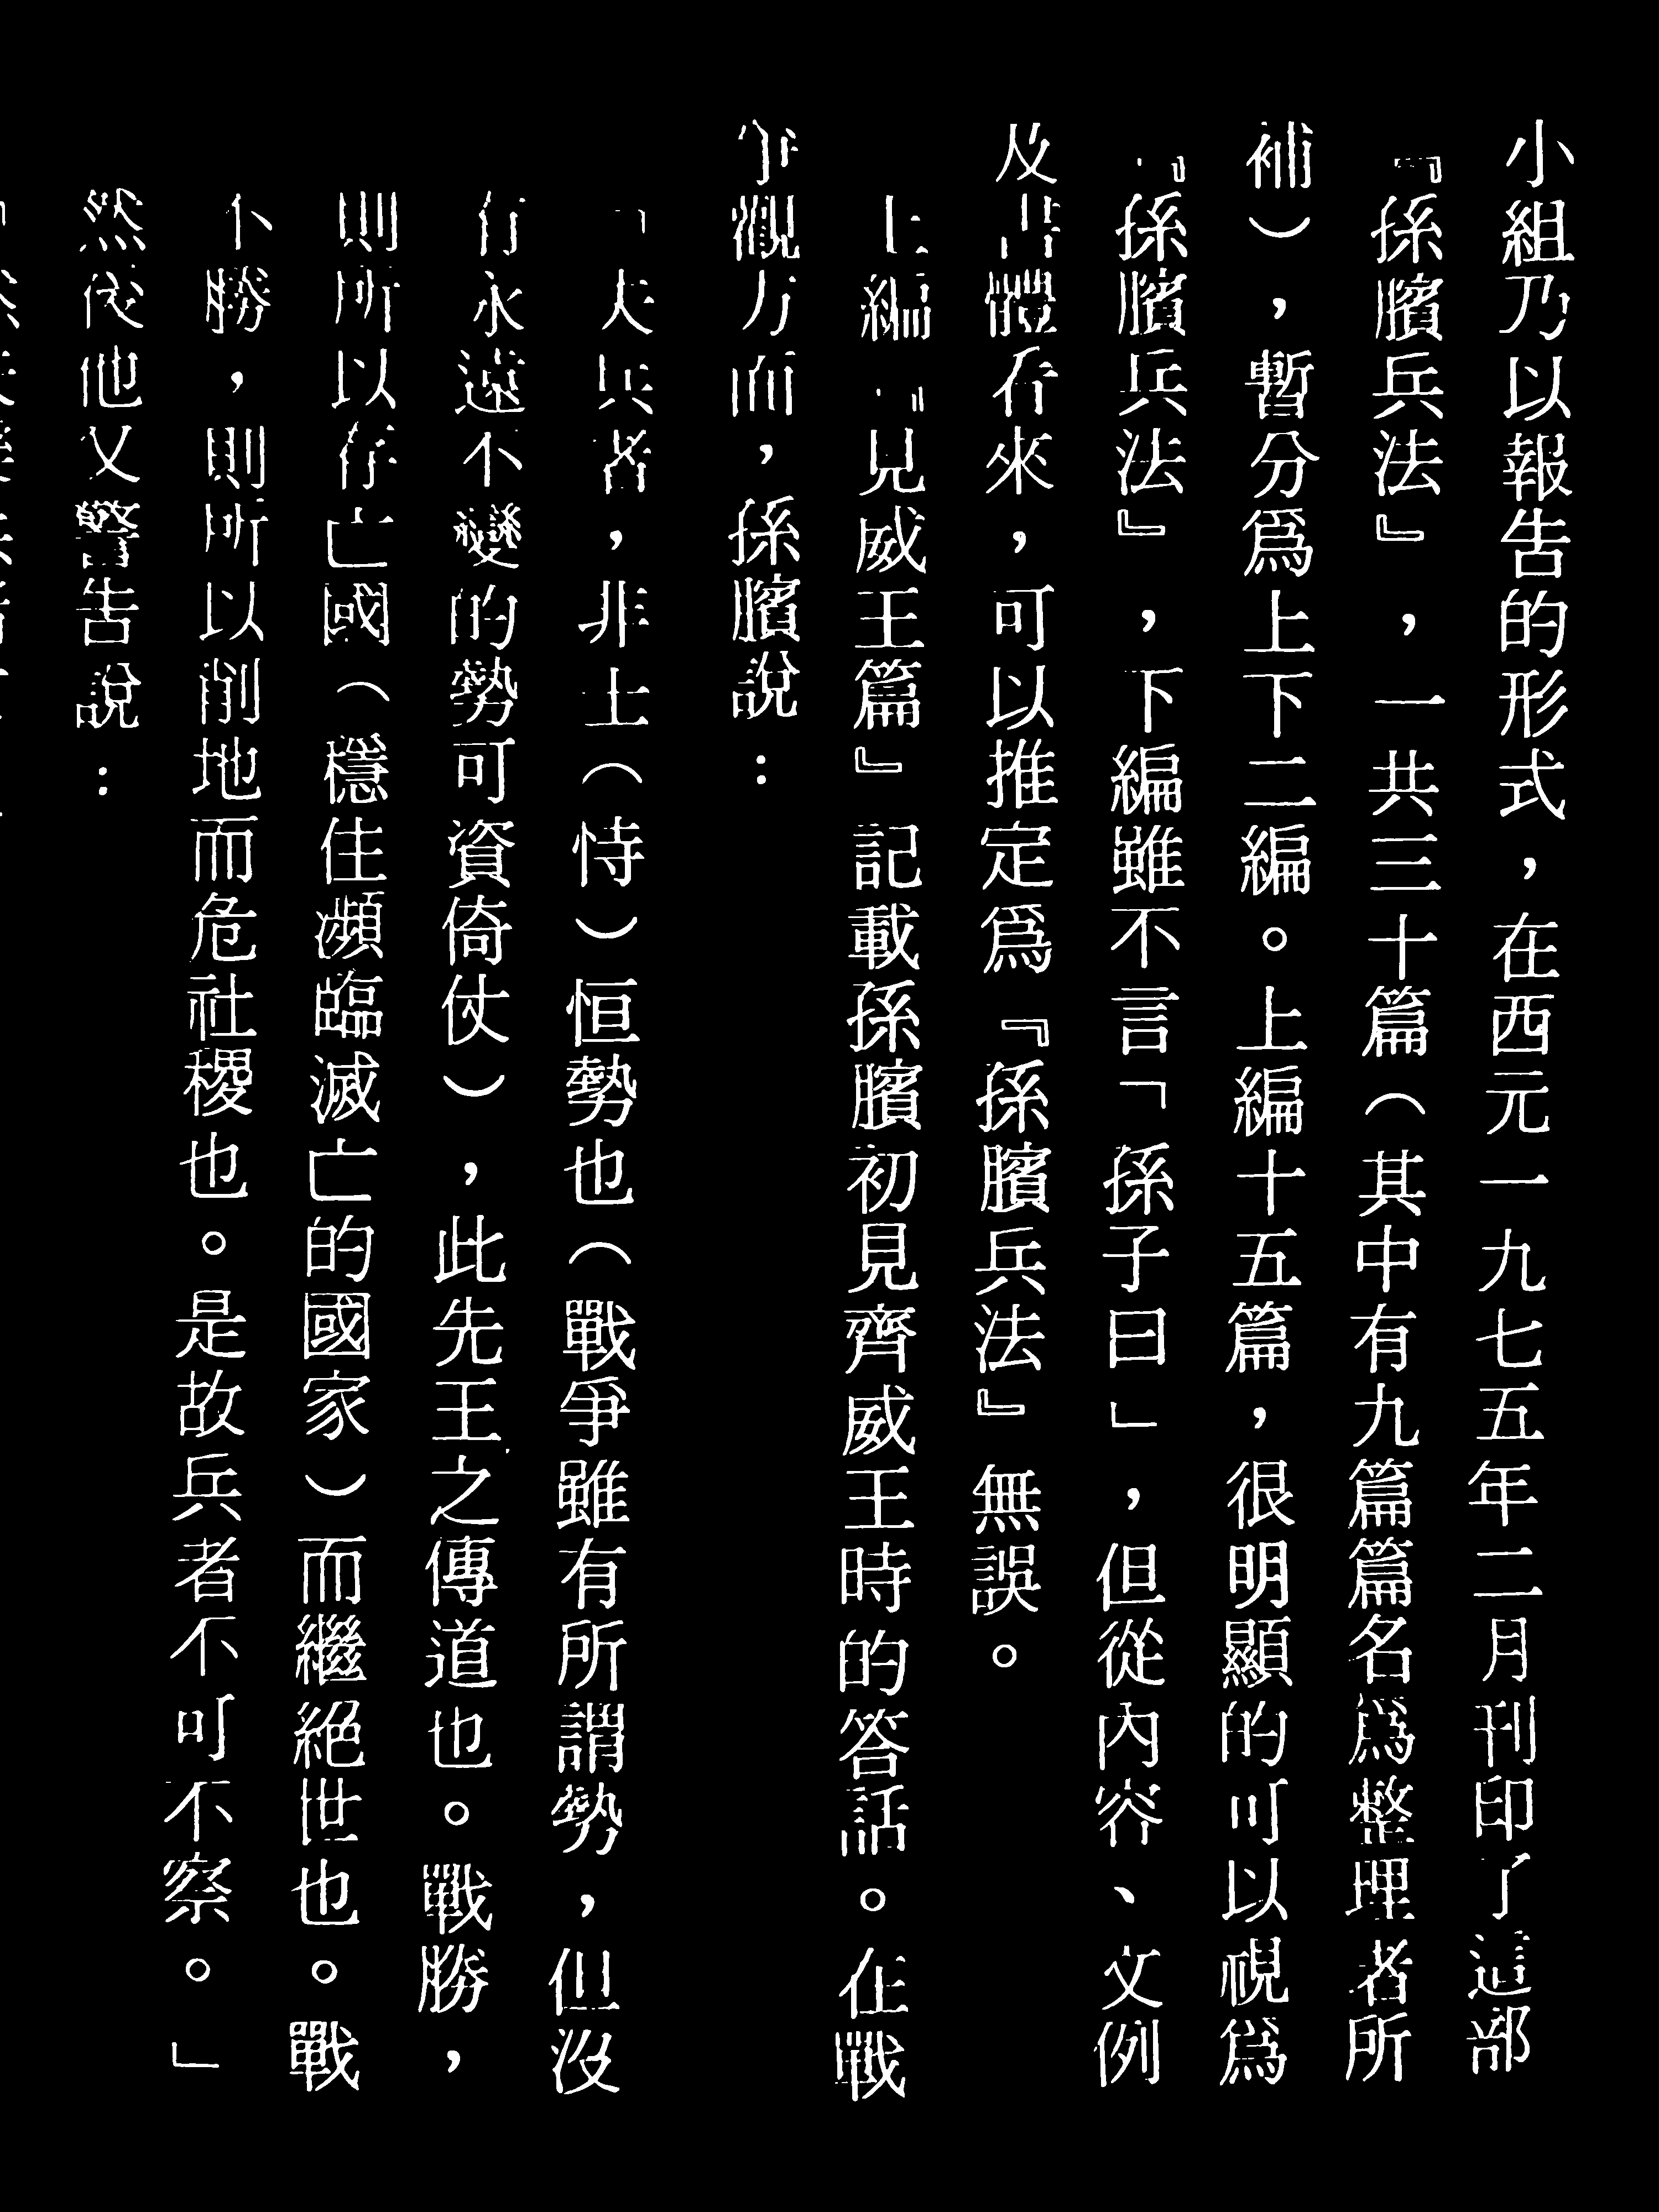 小組乃以報告的形式，在西元一九七五年二月刊印了這部
『孫臏兵法』，一共三十篇（其中有九篇篇名爲整理者所
補），暫分爲上下二編。上編十五篇，很明顯的可以視爲
『孫臏兵法』，下編雖不言「孫子曰」，但從內容、文例
及書體看來，可以推定爲『孫臏兵法』無誤。
上編『見威王篇』記載孫臏初見齊威王時的答話。在戰
爭觀方面，孫臏說：
「夫兵者，非士（恃）恒勢也（戰爭雖有所謂勢，但沒
有永遠不變的勢可資倚仗），此先王之傳道也。戰勝，
則所以存亡國（穩住瀕臨滅亡的國家）而繼絕世也。戰
不勝，則所以削地而危社稷也。是故兵者不可不察。」
然後他又警告說：